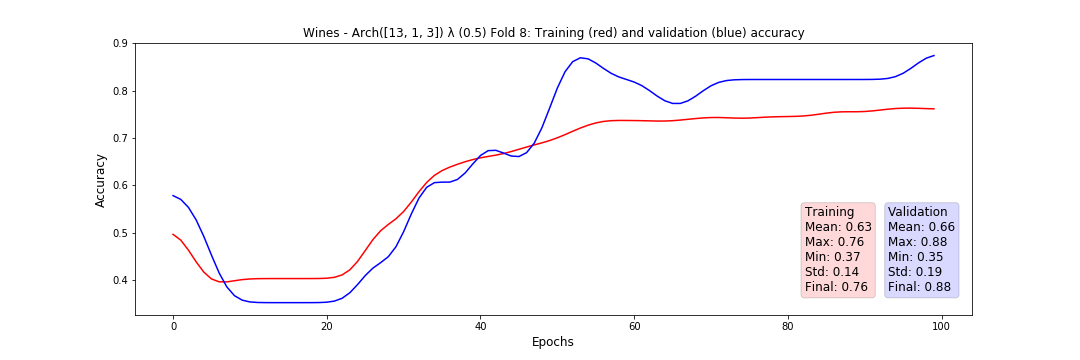 Wines - Arch([13, 1, 3]) λ (0.5) Fold 8: Training (red) and validation (blue) accuracy
Accuracy
0.9
0.8
0.7
0.6
0.5
0.4
Training
Mean: 0.63
Max: 0.76
Min: 0.37
Std: 0.14
Final: 0.76
Validation
Mean: 0.66
Max: 0.88
Min: 0.35
Std: 0.19
Final: 0.88
0
20
40
60
80
100
Epochs